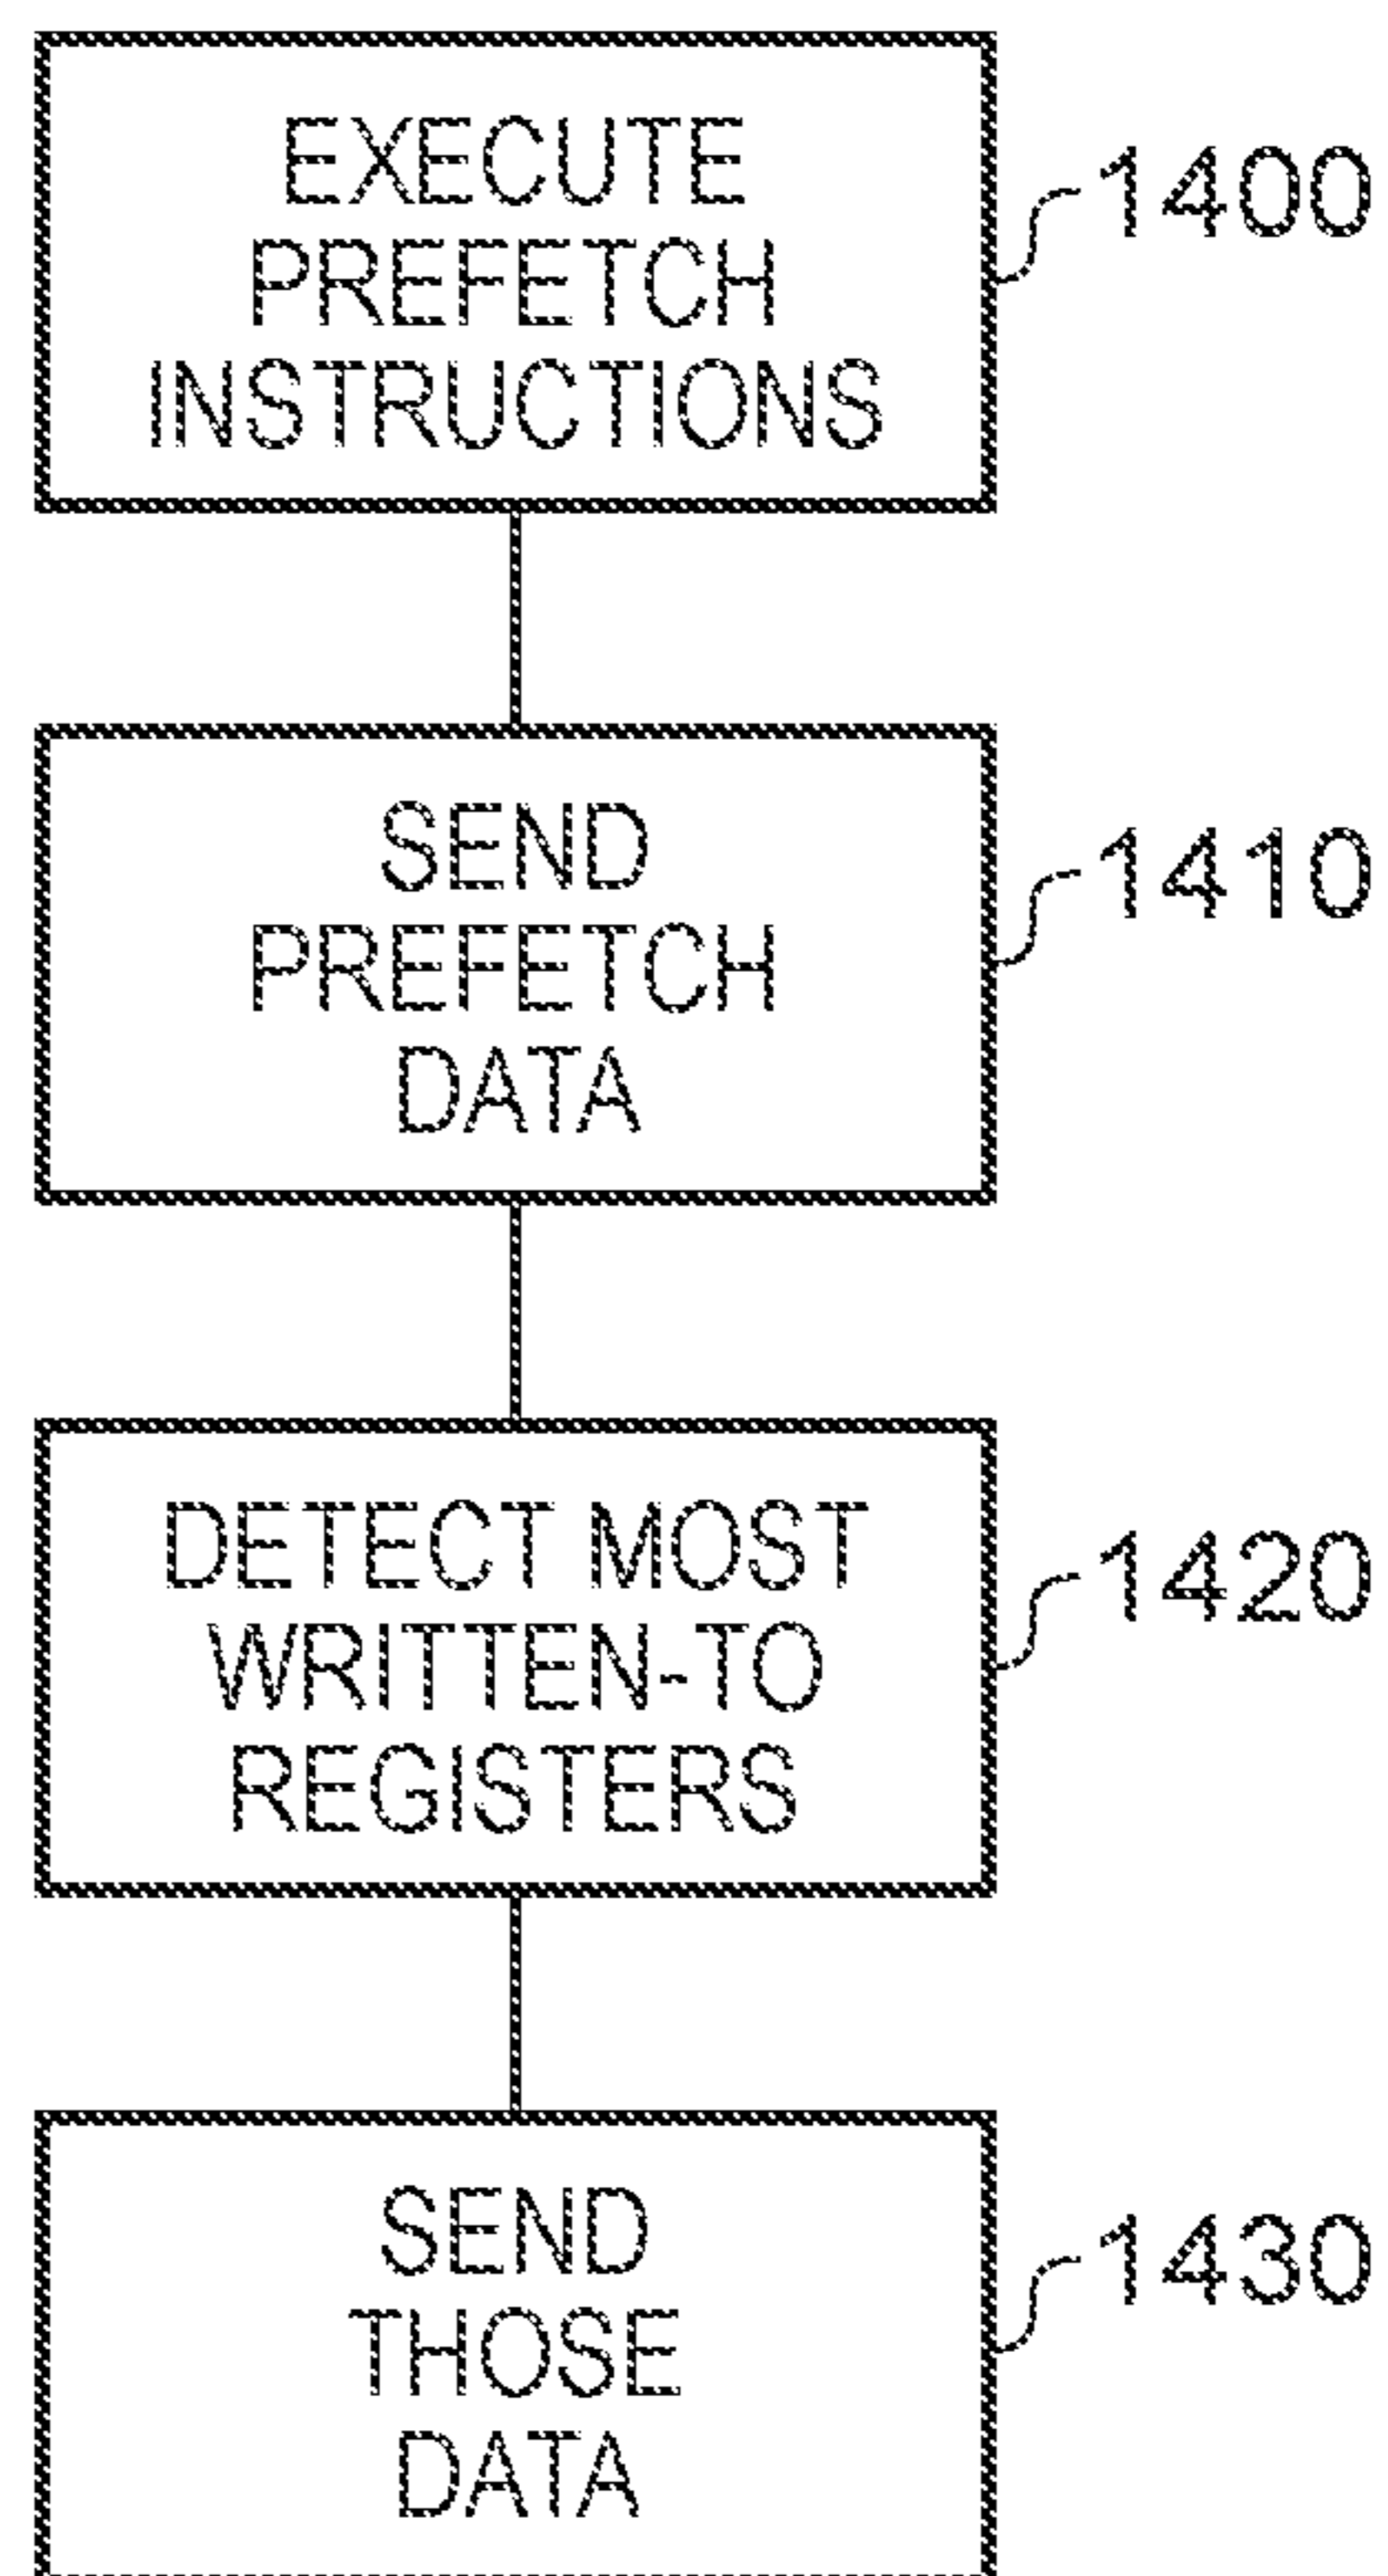 EXECUTE
PREFETCH
INSTRUCTIONS
1400
SEND
PREFETCH
DATA
1410
DETECT MOST
WRITTEN-TO
REGISTERS
1420
SEND
THOSE
DATA
1430